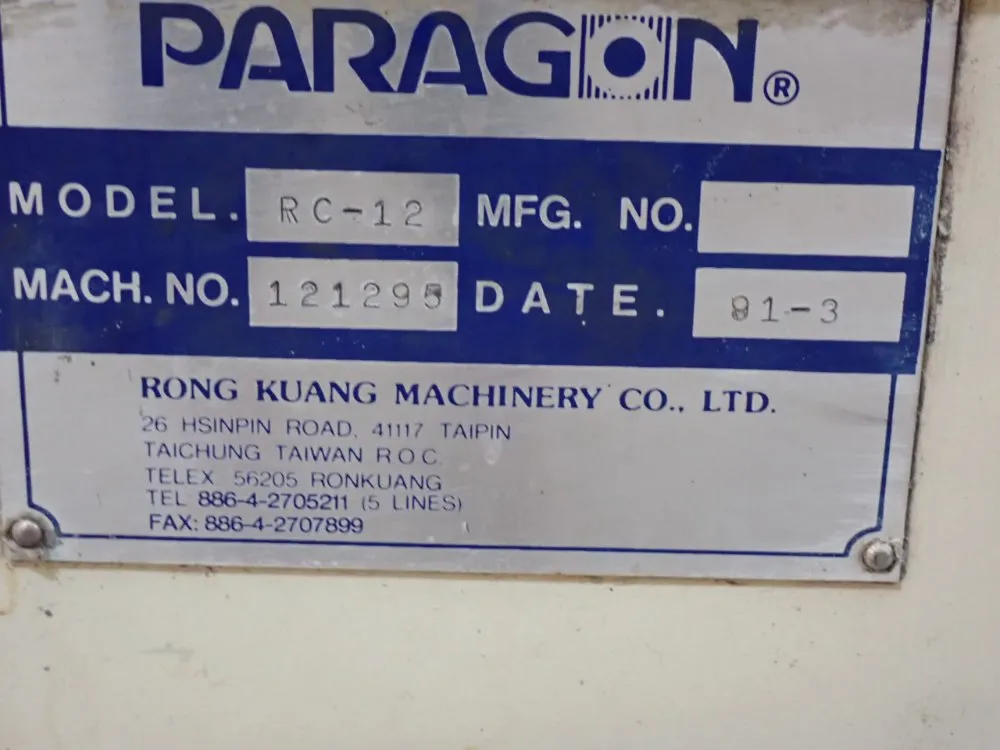 PARAGON®
MODEL. RC-12 MFG. NO.
MACH. NO. 121295 DATE. 91-3
RONG KUANG MACHINERY CO., LTD.
26 HSINPIN ROAD, 41117 TAIPIN
TAICHUNG TAIWAN R O C.
TELEX 56205 RONKUANG
TEL 886-4-2705211 (5 LINES)
FAX: 886-4-2707899